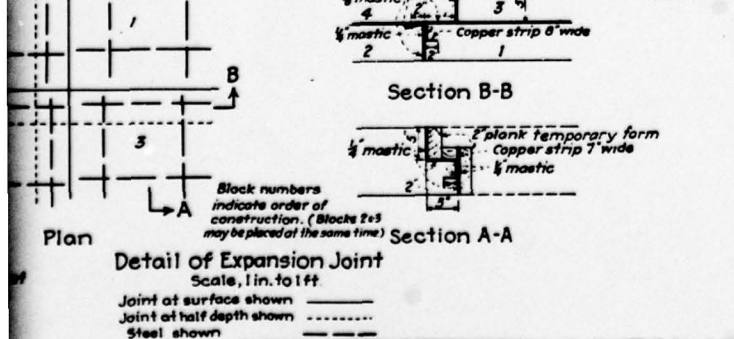 4
3
1
¼" mastic
Copper strip 8" wide
2
1
2"
B
Section B-B
3
2" plank temporary form
¼" mastic
Copper strip 7" wide
¼" mastic
2"
5"
A
Block numbers
indicate order of
construction. (Blocks 2&3
may be placed at the same time)
Plan
Section A-A
Detail of Expansion Joint
Scale, 1 in. to 1 ft.
Joint at surface shown
Joint at half depth shown
Steel shown